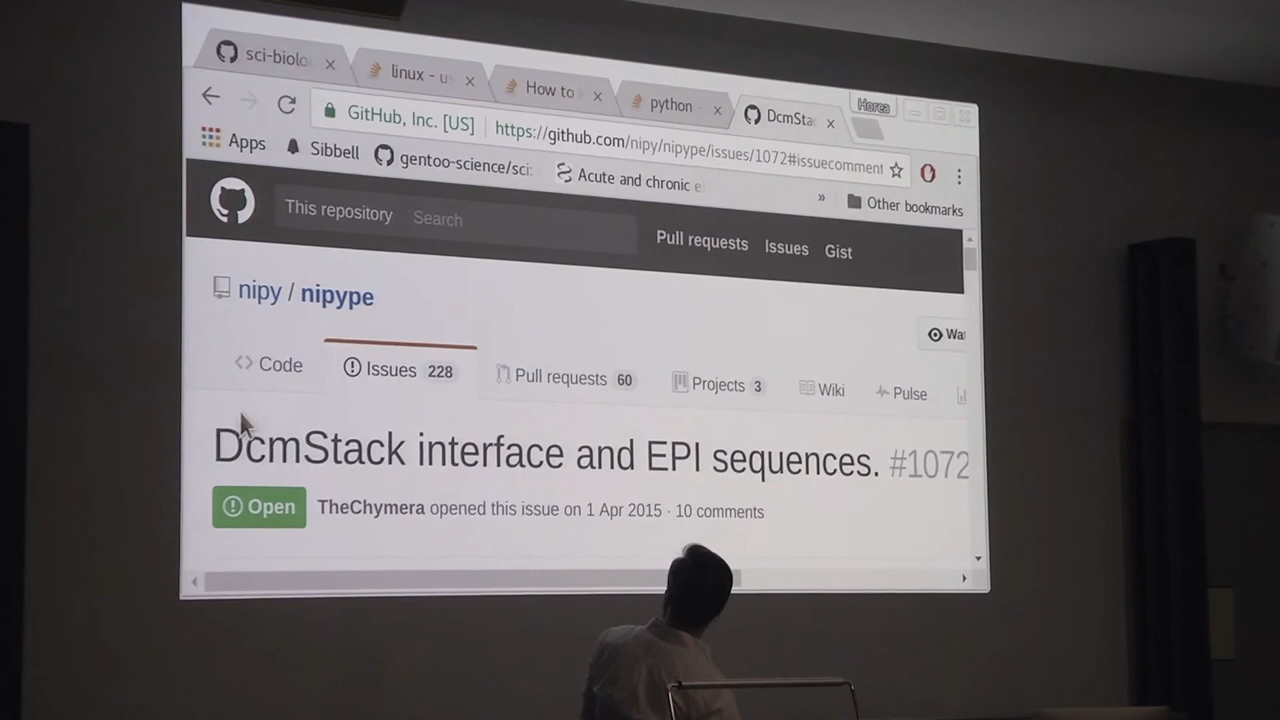 sci-biolo
linux - u
How to
python -
DcmSta
Horea
GitHub, Inc. [US] https://github.com/nipy/nipype/issues/1072#issuecomment
Apps Sibbell gentoo-science/sci: Acute and chronic e
» Other bookmarks
This repository Search Pull requests Issues Gist
nipy / nipype
Wa
Code Issues 228 Pull requests 60 Projects 3 Wiki Pulse
DcmStack interface and EPI sequences. #1072
Open TheChymera opened this issue on 1 Apr 2015 · 10 comments